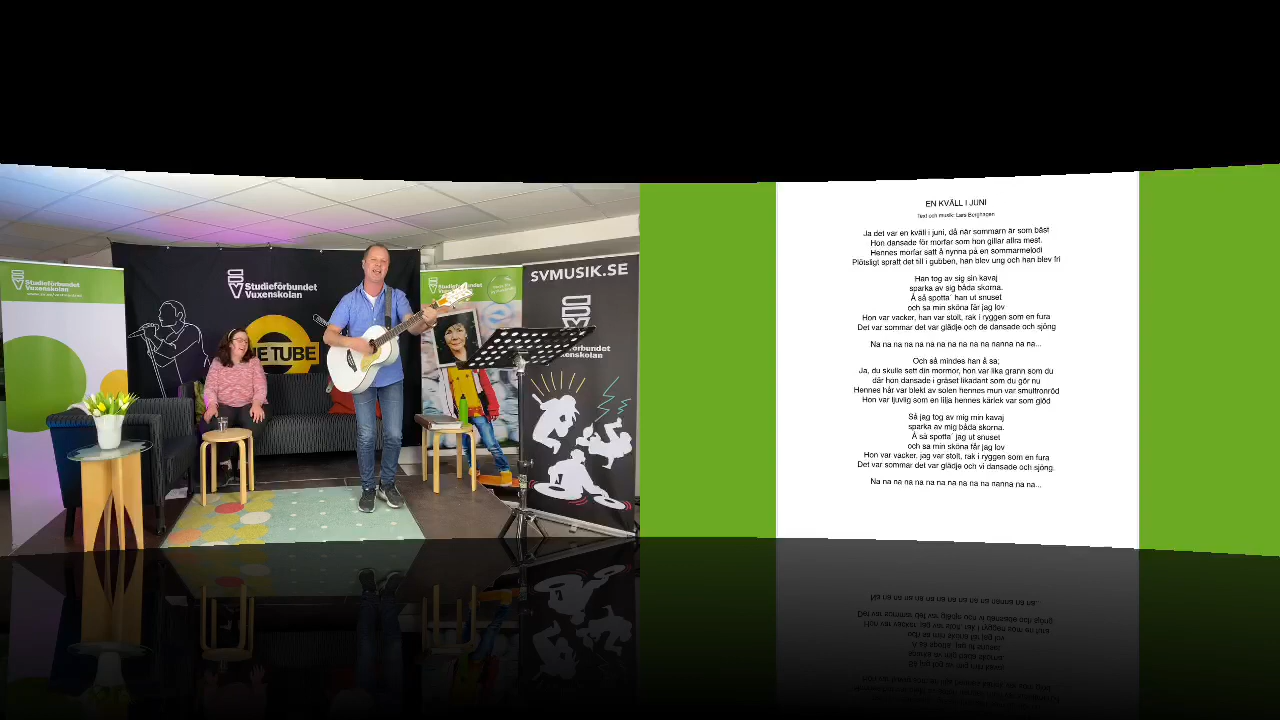 Studieförbundet
Vuxenskolan
Studieförbundet
Vuxenskolan
NE TUBE
SVMUSIK.SE
förbundet
kolan
EN KVÄLL I JUNI
Text och musik: Lars Berghagen
Ja det var en kväll i juni, då när sommarn är som bäst
Hon dansade för morfar som hon gillar allra mest.
Hennes morfar satt å nynna på en sommarmelodi
Plötsligt spratt det till i gubben, han blev ung och han blev fri
Han tog av sig sin kavaj
sparka av sig båda skorna.
Å så spotta´ han ut snuset
och sa min sköna får jag lov
Hon var vacker, han var stolt, rak i ryggen som en fura
Det var sommar det var glädje och de dansade och sjöng
Na na na na na na na na na na nanna na na...
Och så mindes han å sa;
Ja, du skulle sett din mormor, hon var lika grann som du
där hon dansade i gräset likadant som du gör nu
Hennes hår var blekt av solen hennes mun var smultronröd
Hon var ljuvlig som en lilja hennes kärlek var som glöd
Så jag tog av mig min kavaj
sparka av mig båda skorna.
Å så spotta´ jag ut snuset
och sa min sköna får jag lov
Hon var vacker, jag var stolt, rak i ryggen som en fura
Det var sommar det var glädje och vi dansade och sjöng.
Na na na na na na na na na na nanna na na...